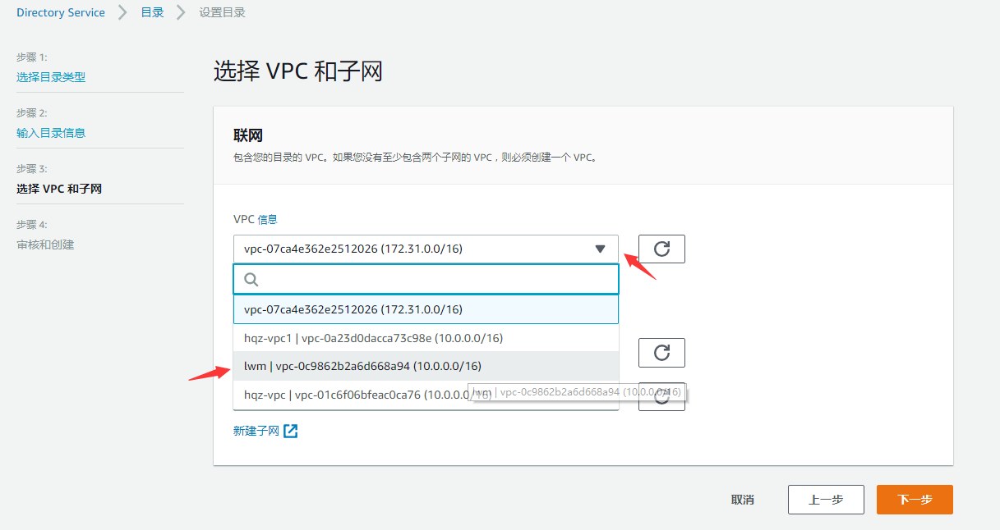 Directory Service 目录 设置目录
步骤 1:
选择目录类型
步骤 2:
输入目录信息
步骤 3:
选择 VPC 和子网
步骤 4:
审核和创建
选择 VPC 和子网
联网
包含您的目录的 VPC。如果您没有至少包含两个子网的 VPC，则必须创建一个 VPC。
VPC 信息
vpc-07ca4e362e2512026 (172.31.0.0/16)
vpc-07ca4e362e2512026 (172.31.0.0/16)
hqz-vpc1 | vpc-0a23d0dacca73c98e (10.0.0.0/16)
lwm | vpc-0c9862b2a6d668a94 (10.0.0.0/16)
hqz-vpc | vpc-01c6f06bfeac0ca76 (10.0.0.0/16)
lwm | vpc-0c9862b2a6d668a94 (10.0.0.0/16)
新建子网
取消 上一步 下一步